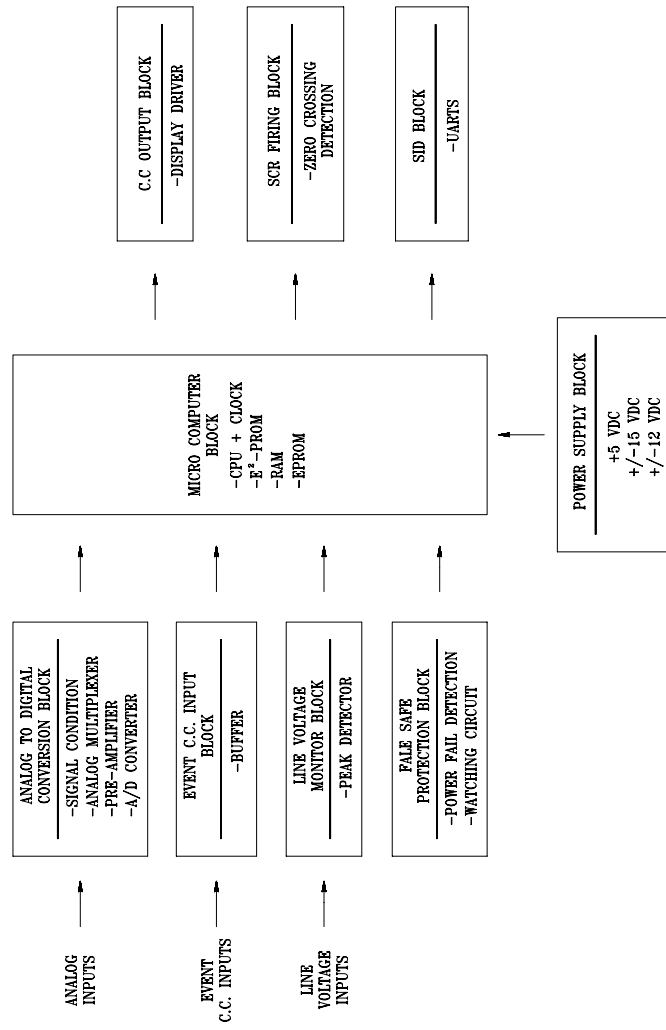 ANALOG
INPUTS
EVENT
C.C. INPUTS
LINE
VOLTAGE
INPUTS
ANALOG TO DIGITAL
CONVERSION BLOCK
-SIGNAL CONDITION
-ANALOG MULTIPLEXER
-PRE-AMPLIFIER
-A/D CONVERTER
EVENT C.C. INPUT
BLOCK
-BUFFER
LINE VOLTAGE
MONITOR BLOCK
-PEAK DETECTOR
FALE SAFE
PROTECTION BLOCK
-POWER FAIL DETECTION
-WATCHING CIRCUIT
MICRO COMPUTER
BLOCK
-CPU + CLOCK
-E²-PROM
-RAM
-EPROM
POWER SUPPLY BLOCK
+5 VDC
+/-15 VDC
+/-12 VDC
C.C OUTPUT BLOCK
-DISPLAY DRIVER
SCR FIRING BLOCK
-ZERO CROSSING
DETECTION
SID BLOCK
-UARTS